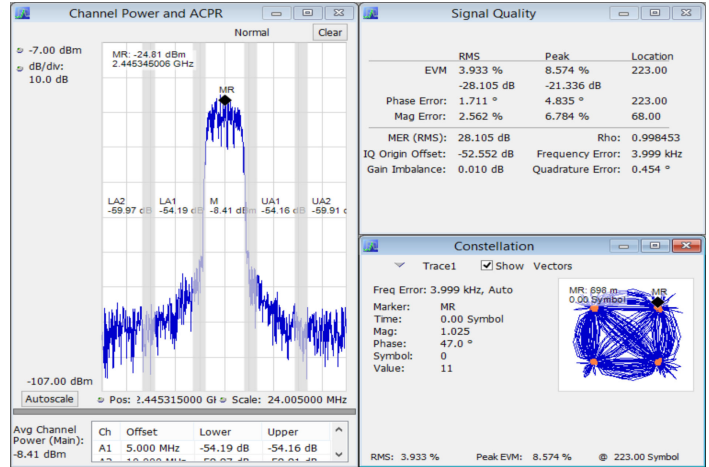 Channel Power and ACPR
Normal
Clear
-7.00 dBm
dB/div:
10.0 dB
MR: -24.81 dBm
2.445345006 GHz
MR
LA2 LA1 M UA1 UA2
-59.97 dB -54.19 dB -8.41 dBm -54.16 dB -59.91 d
-107.00 dBm
Autoscale
Pos: 2.445315000 GH Scale: 24.005000 MHz
Avg Channel
Power (Main):
-8.41 dBm
Ch Offset Lower Upper
A1 5.000 MHz -54.19 dB -54.16 dB
Signal Quality
RMS Peak Location
EVM 3.933 % 8.574 % 223.00
-28.105 dB -21.336 dB
Phase Error: 1.711 ° 4.835 ° 223.00
Mag Error: 2.562 % 6.784 % 68.00
MER (RMS): 28.105 dB Rho: 0.998453
IQ Origin Offset: -52.552 dB Frequency Error: 3.999 kHz
Gain Imbalance: 0.010 dB Quadrature Error: 0.454 °
Constellation
Trace1 Show Vectors
Freq Error: 3.999 kHz, Auto
Marker: MR
Time: 0.00 Symbol
Mag: 1.025
Phase: 47.0 °
Symbol: 0
Value: 11
MR: 698 m
0.00 Symbol
MR
RMS: 3.933 % Peak EVM: 8.574 % @ 223.00 Symbol